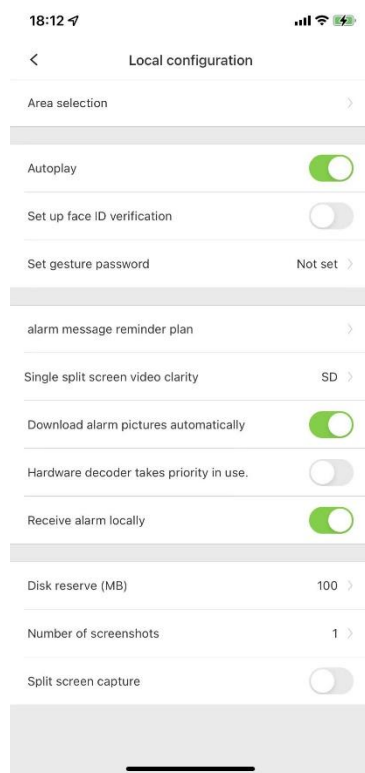 18:12
Local configuration
Area selection
Autoplay
Set up face ID verification
Set gesture password Not set
alarm message reminder plan
Single split screen video clarity SD
Download alarm pictures automatically
Hardware decoder takes priority in use.
Receive alarm locally
Disk reserve (MB) 100
Number of screenshots 1
Split screen capture